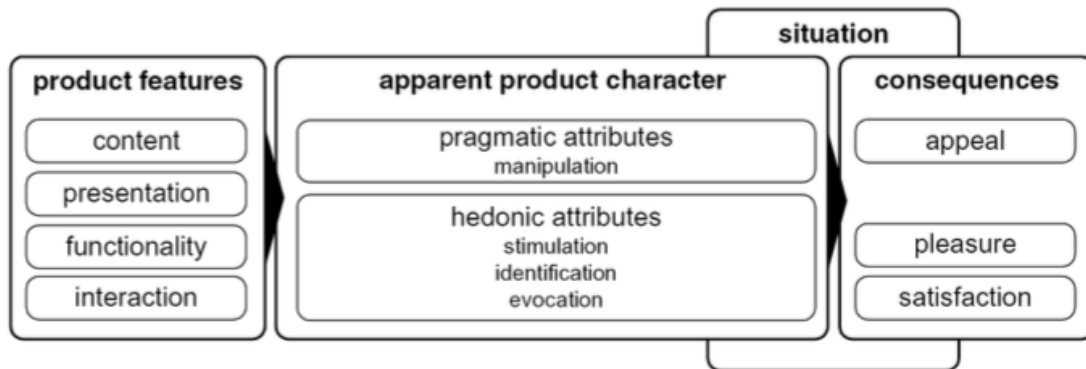 situation
product features
content
presentation
functionality
interaction
apparent product character
pragmatic attributes
manipulation
hedonic attributes
stimulation
identification
evocation
consequences
appeal
pleasure
satisfaction